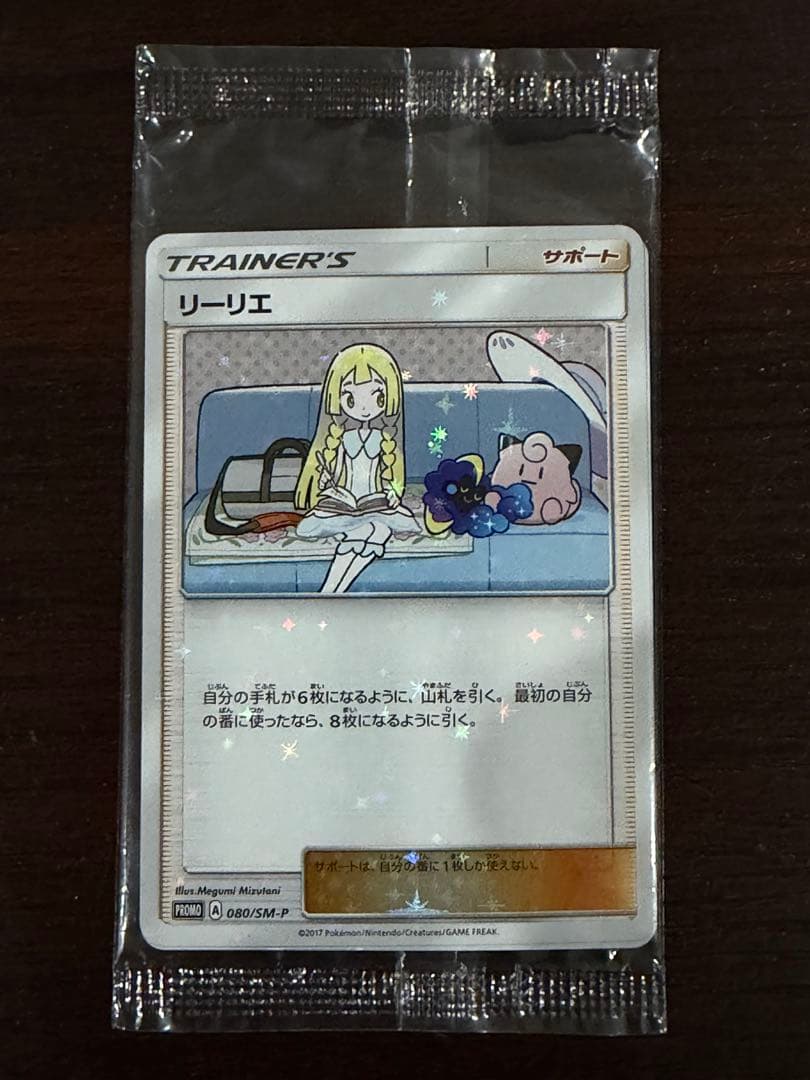 TRAINER'S サポート
リーリエ
自分の手札が6枚になるように、山札を引く。最初の自分
の番に使ったなら、8枚になるように引く。
サポートは、自分の番に1枚しか使えない。
Illus. Megumi Mizutani
PROMO A 080/SM-P
©2017 Pokémon/Nintendo/Creatures/GAME FREAK.